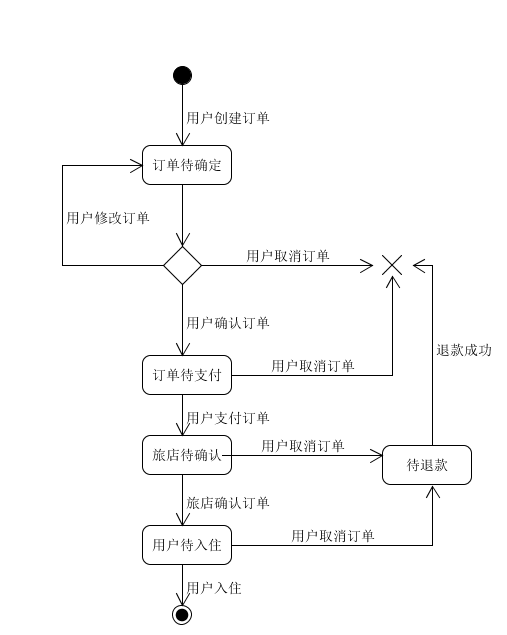 用户创建订单
订单待确定
用户修改订单
用户取消订单
用户确认订单
退款成功
订单待支付
用户取消订单
用户支付订单
旅店待确认
用户取消订单
待退款
旅店确认订单
用户待入住
用户取消订单
用户入住